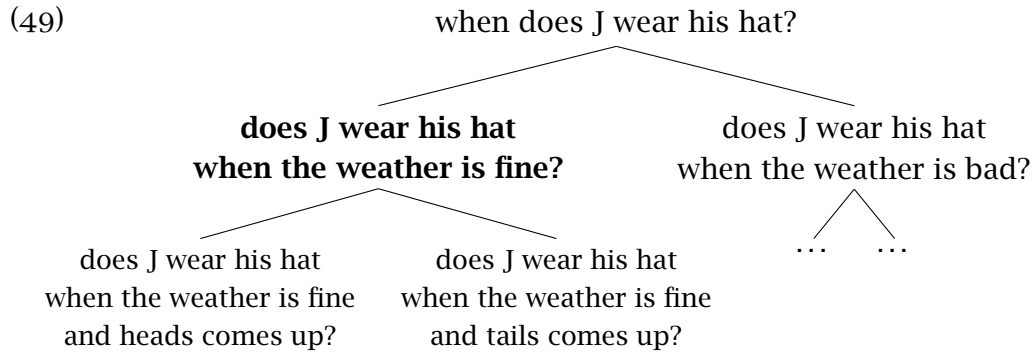 (49)
when does J wear his hat?
does J wear his hat
when the weather is fine?
does J wear his hat
when the weather is bad?
does J wear his hat
when the weather is fine
and heads comes up?
does J wear his hat
when the weather is fine
and tails comes up?
... ...